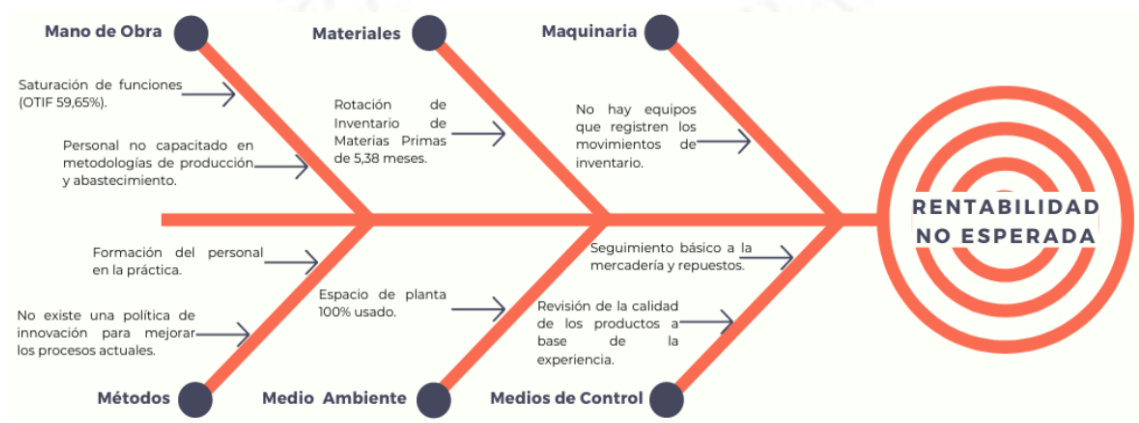 Mano de Obra
Materiales
Maquinaria
Saturación de funciones
(OTIF 59,65%).
Personal no capacitado en
metodologías de producción
y abastecimiento.
Rotación de
Inventario de
Materias Primas
de 5,38 meses.
No hay equipos
que registren los
movimientos de
inventario.
RENTABILIDAD
NO ESPERADA
Formación del personal
en la práctica.
No existe una política de
innovación para mejorar
los procesos actuales.
Espacio de planta
100% usado.
Seguimiento básico a la
mercadería y repuestos.
Revisión de la calidad
de los productos a
base de la
experiencia.
Métodos
Medio Ambiente
Medios de Control